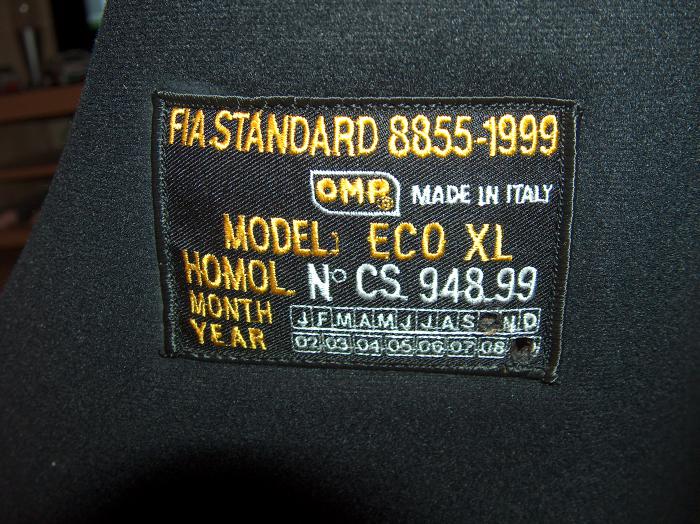 FIA.STANDARD 8855-1999
OMP MADE IN ITALY
MODEL: ECO XL
HOMOL. N° CS. 948.99
MONTH J F M A M J J A S N D
YEAR 02 03 04 05 06 07 08